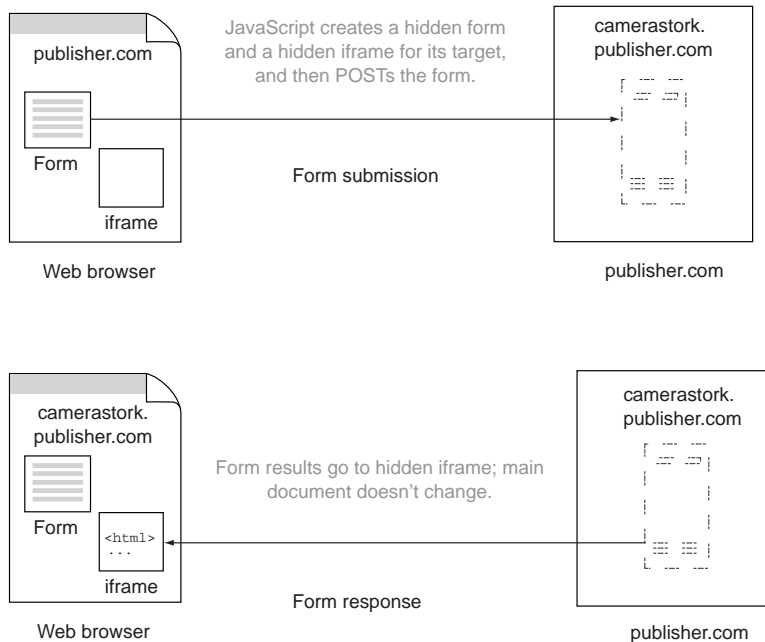 publisher.com
Form
iframe
Web browser
JavaScript creates a hidden form
and a hidden iframe for its target,
and then POSTs the form.
Form submission
camerastork.
publisher.com
publisher.com
camerastork.
publisher.com
Form
<html>
...
iframe
Web browser
Form results go to hidden iframe; main
document doesn't change.
Form response
camerastork.
publisher.com
publisher.com